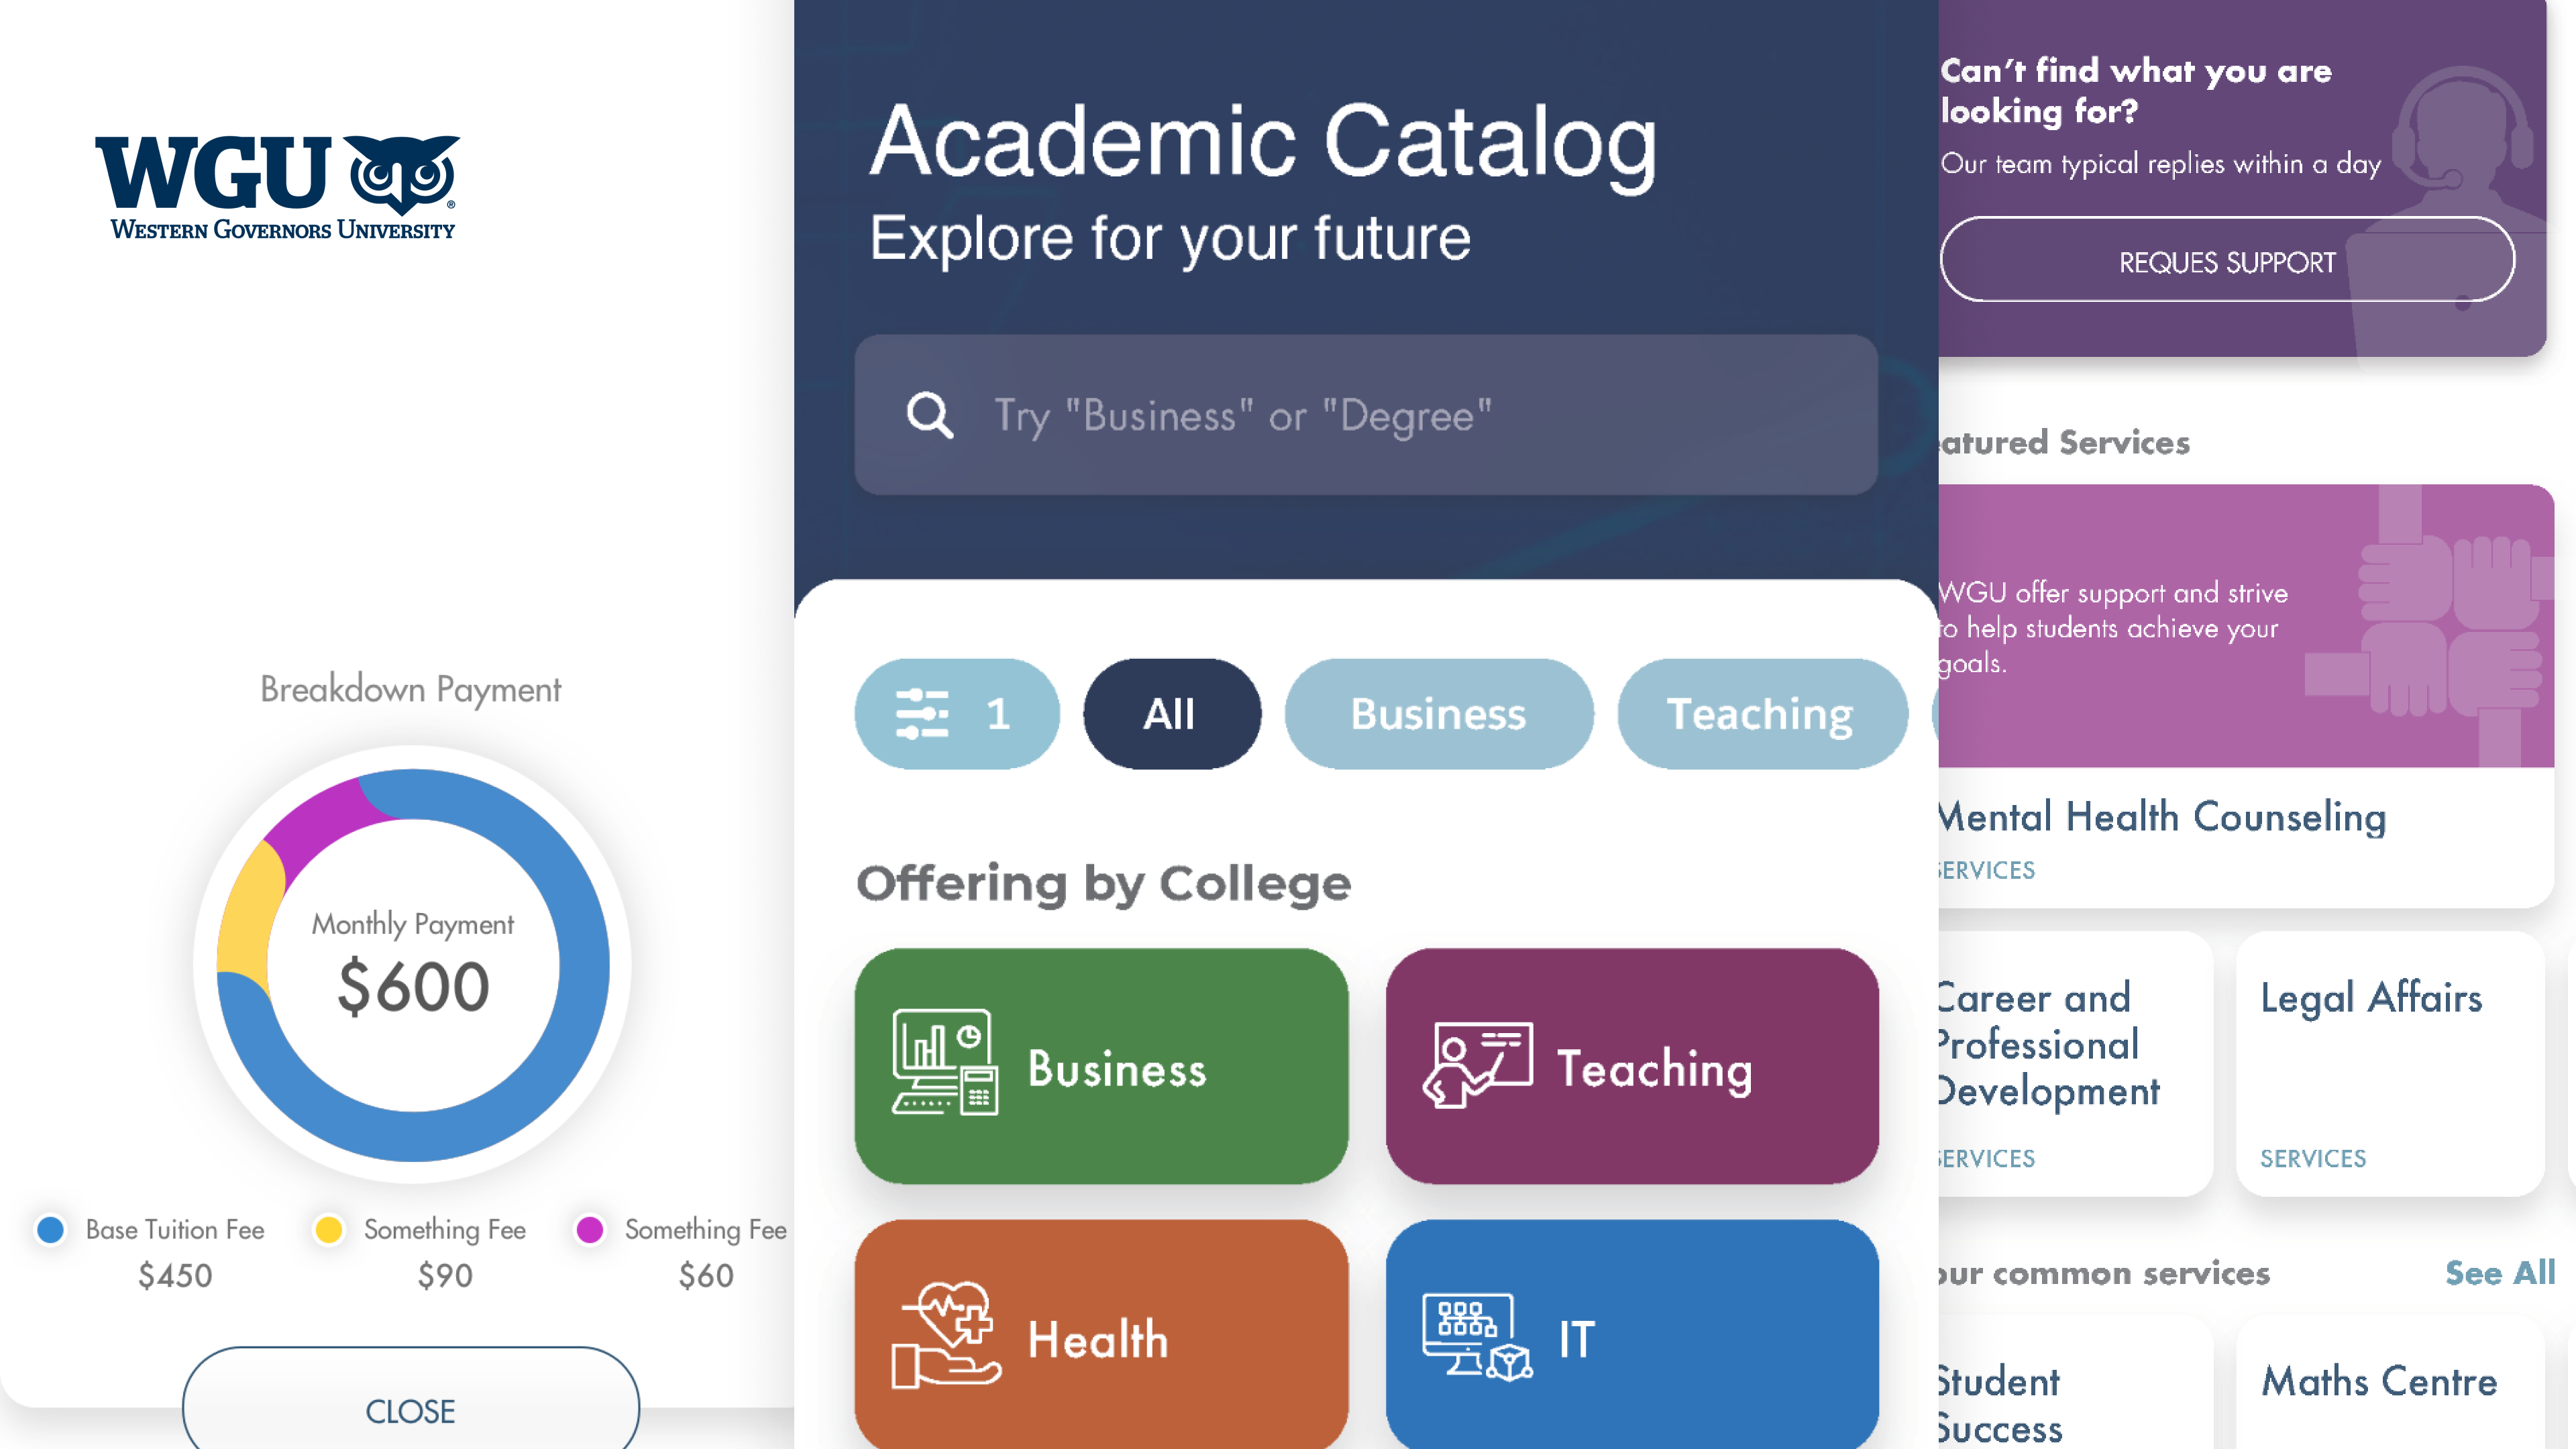 WGU
WESTERN GOVERNORS UNIVERSITY
Breakdown Payment
Monthly Payment
$600
Base Tuition Fee
$450
Something Fee
$90
Something Fee
$60
CLOSE
Academic Catalog
Explore for your future
Try "Business" or "Degree"
1
All
Business
Teaching
Offering by College
Business
Teaching
Health
IT
Can't find what you are
looking for?
Our team typical replies within a day
REQUES SUPPORT
atured Services
WGU offer support and strive
to help students achieve your
goals.
Mental Health Counseling
SERVICES
Career and
Professional
Development
SERVICES
Legal Affairs
SERVICES
our common services
See All
Student
Success
Maths Centre